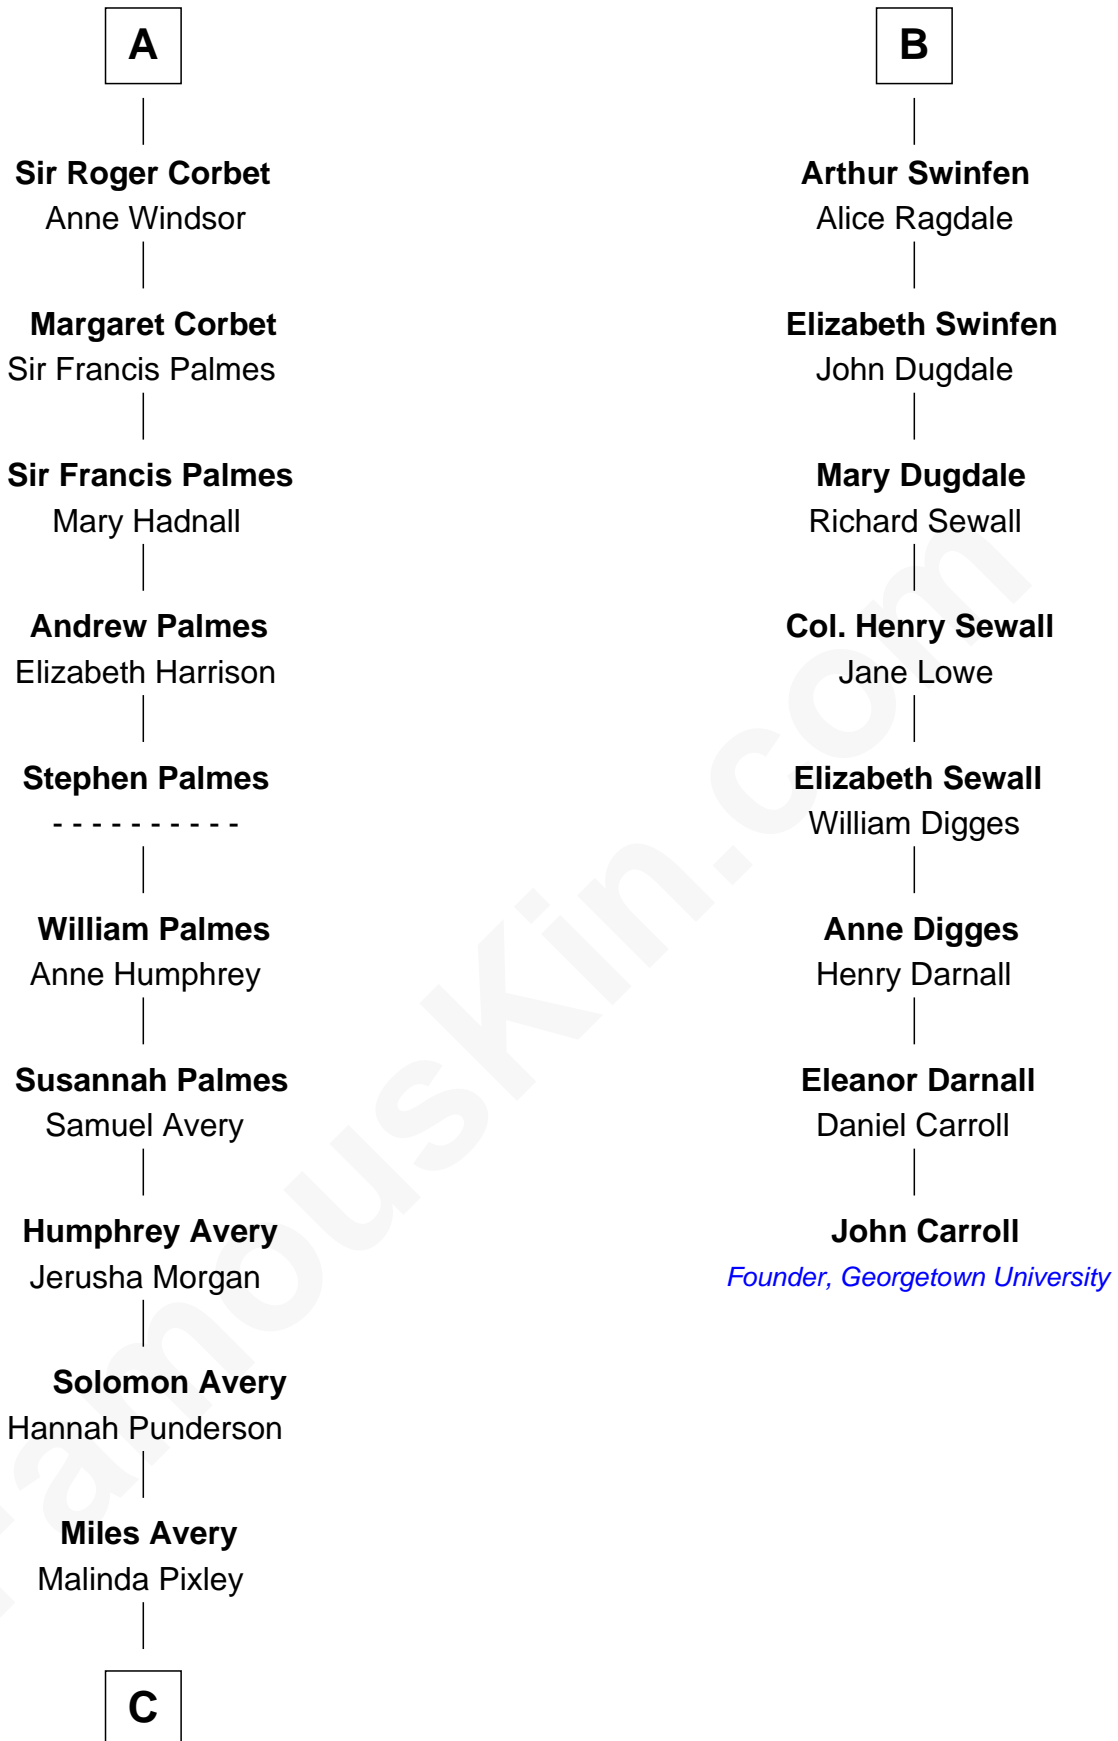 A
Sir Roger Corbet
Anne Windsor
Margaret Corbet
Sir Francis Palmes
Sir Francis Palmes
Mary Hadnall
Andrew Palmes
Elizabeth Harrison
Stephen Palmes
- - - - - - - - - -
William Palmes
Anne Humphrey
Susannah Palmes
Samuel Avery
Humphrey Avery
Jerusha Morgan
Solomon Avery
Hannah Punderson
Miles Avery
Malinda Pixley
C
B
Arthur Swinfen
Alice Ragdale
Elizabeth Swinfen
John Dugdale
Mary Dugdale
Richard Sewall
Col. Henry Sewall
Jane Lowe
Elizabeth Sewall
William Digges
Anne Digges
Henry Darnall
Eleanor Darnall
Daniel Carroll
John Carroll
Founder, Georgetown University
FamousKin.com